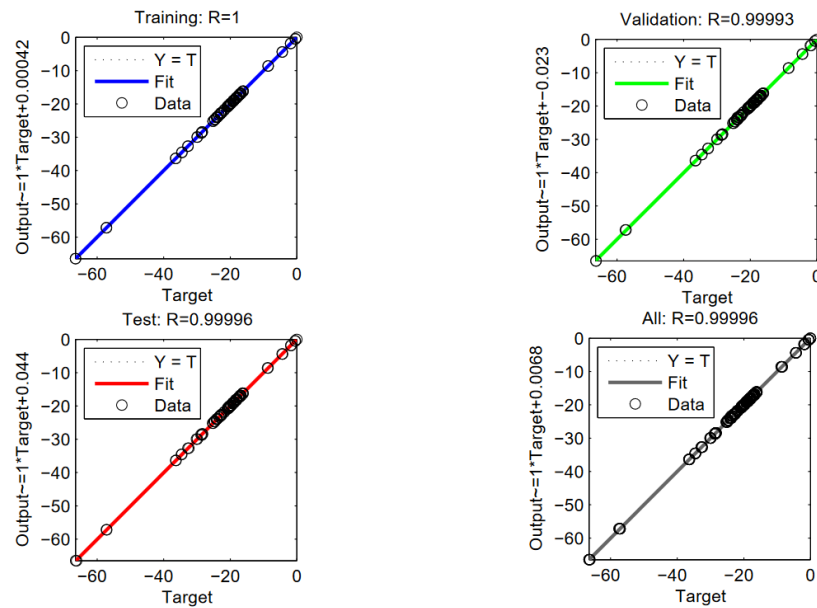 Training: R=1
Output~=1*Target+0.00042
0
−10
−20
−30
−40
−50
−60
Y = T
Fit
Data
−60 −40 −20 0
Target
Validation: R=0.99993
Output~=1*Target+−0.023
0
−10
−20
−30
−40
−50
−60
Y = T
Fit
Data
−60 −40 −20 0
Target
Test: R=0.99996
Output~=1*Target+0.044
0
−10
−20
−30
−40
−50
−60
Y = T
Fit
Data
−60 −40 −20 0
Target
All: R=0.99996
Output~=1*Target+0.0068
0
−10
−20
−30
−40
−50
−60
Y = T
Fit
Data
−60 −40 −20 0
Target